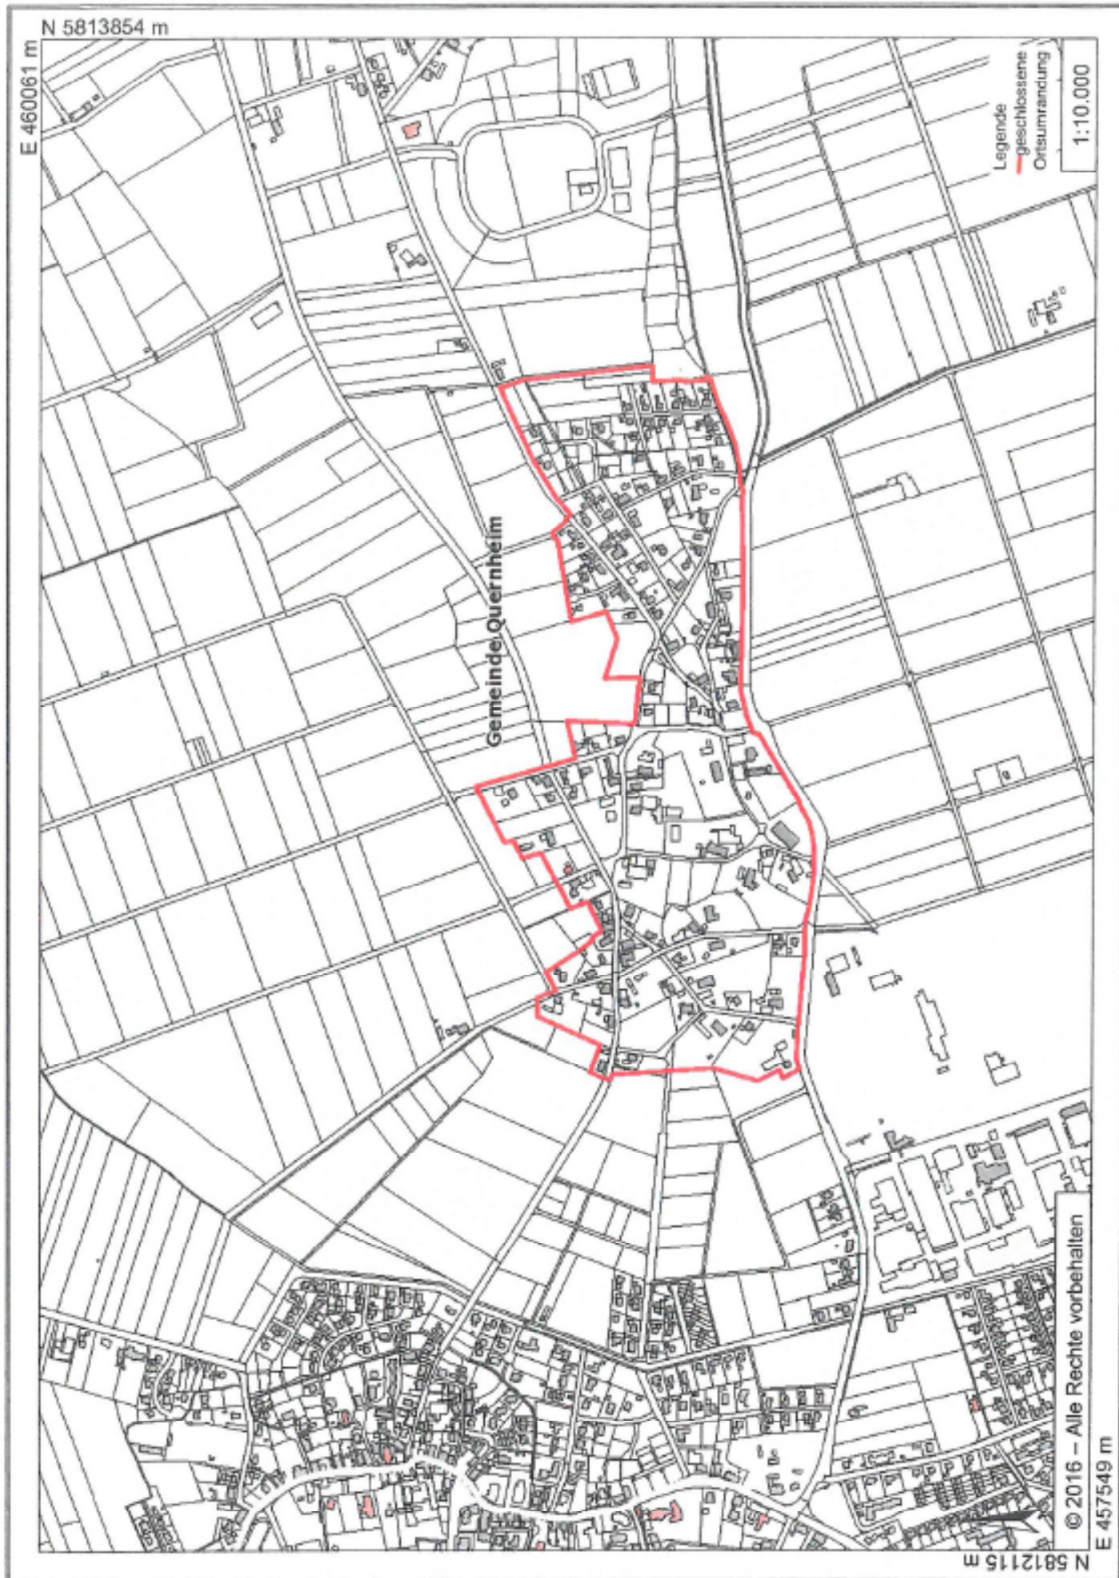 N 5813854 m
E 460061 m
Gemeinde Quernheim
Legende
geschlossene
Ortsumrandung
1:10.000
© 2016 – Alle Rechte vorbehalten
E 457549 m
N 5812115 m